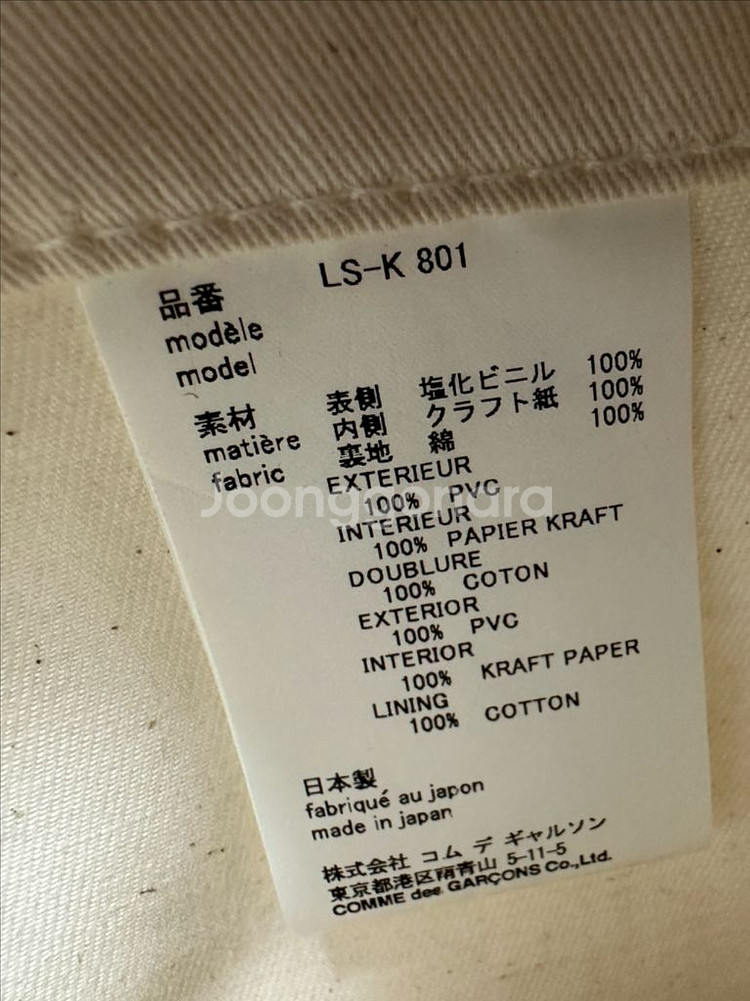 品番 LS-K 801
modèle
model
素材 表側 塩化ビニル 100%
matière 内側 クラフト紙 100%
fabric 裏地 綿 100%
EXTERIEUR
100% PVC
INTERIEUR
100% PAPIER KRAFT
DOUBLURE
100% COTON
EXTERIOR
100% PVC
INTERIOR
100% KRAFT PAPER
LINING
100% COTTON
日本製
fabriqué au japon
made in japan
株式会社 コム デ ギャルソン
東京都港区南青山 5-11-5
COMME des GARÇONS Co.,Ltd.
Joonggonara